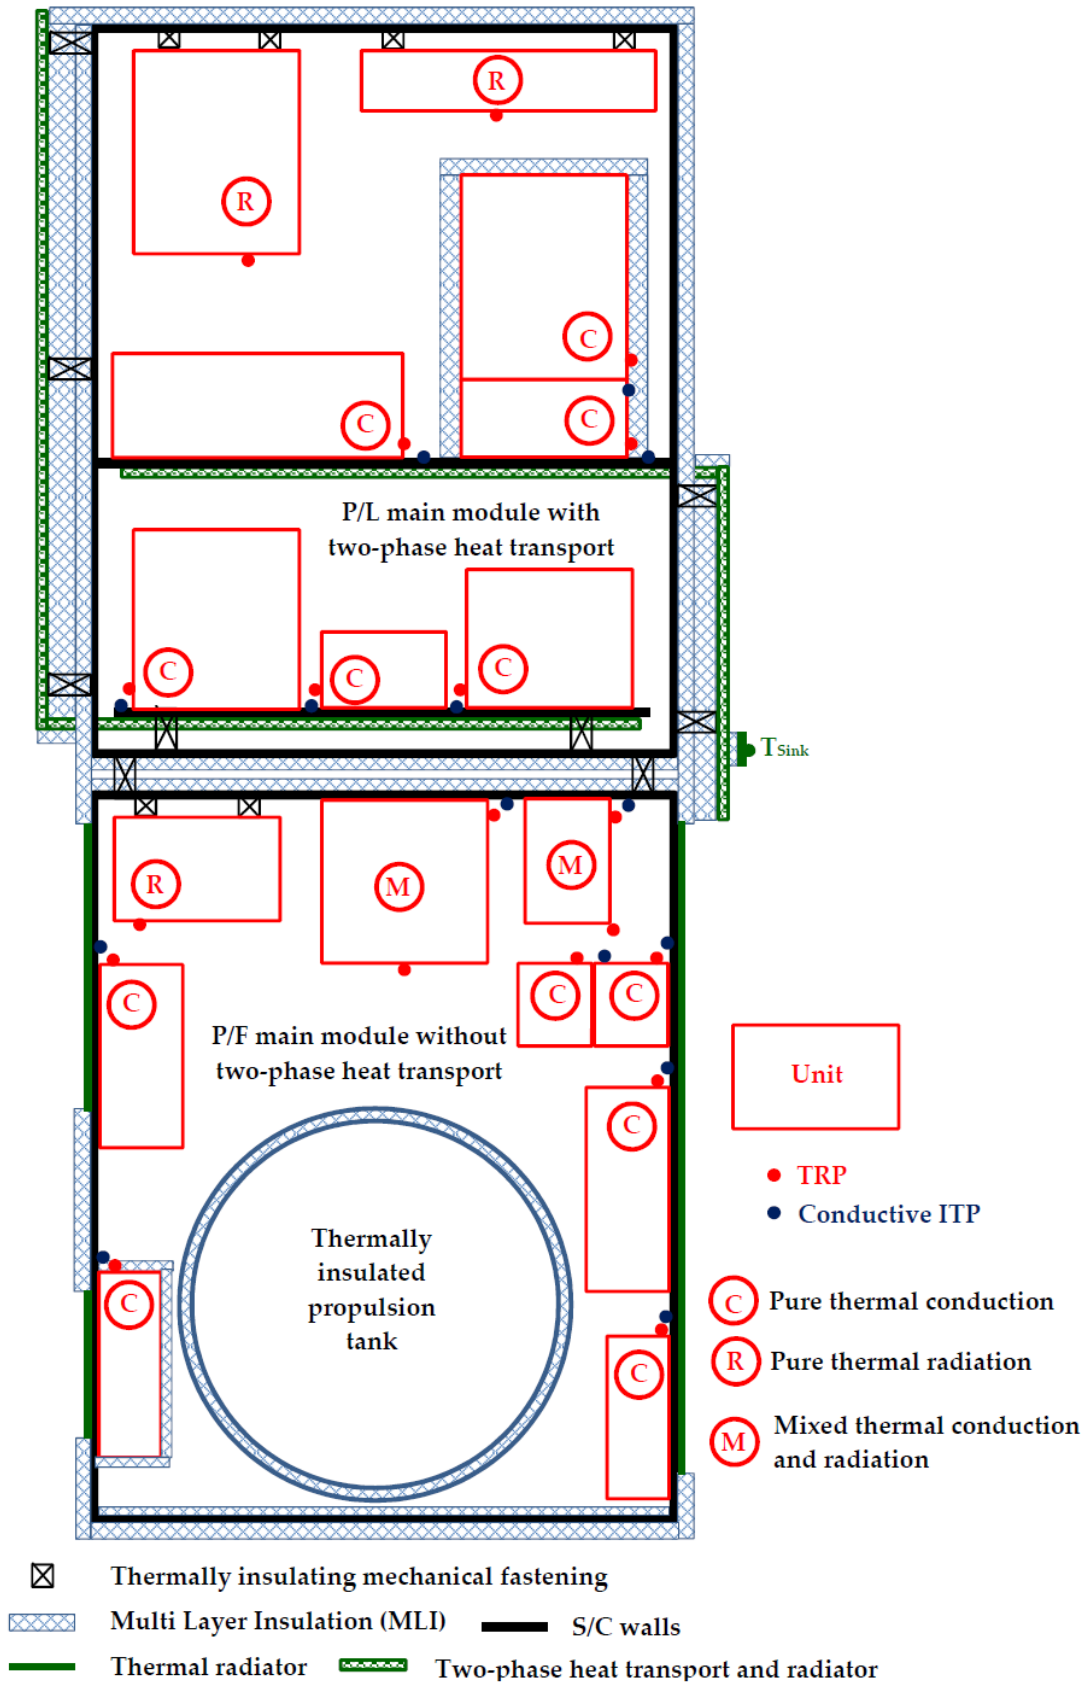 R
R
C
C
C
P/L main module with
two-phase heat transport
C
C
C
TSink
M
R
M
C
C
C
P/F main module without
two-phase heat transport
Unit
C
TRP
Conductive ITP
Thermally
insulated
propulsion
tank
C
C
C Pure thermal conduction
R Pure thermal radiation
M Mixed thermal conduction
and radiation
Thermally insulating mechanical fastening
Multi Layer Insulation (MLI)
S/C walls
Thermal radiator
Two-phase heat transport and radiator